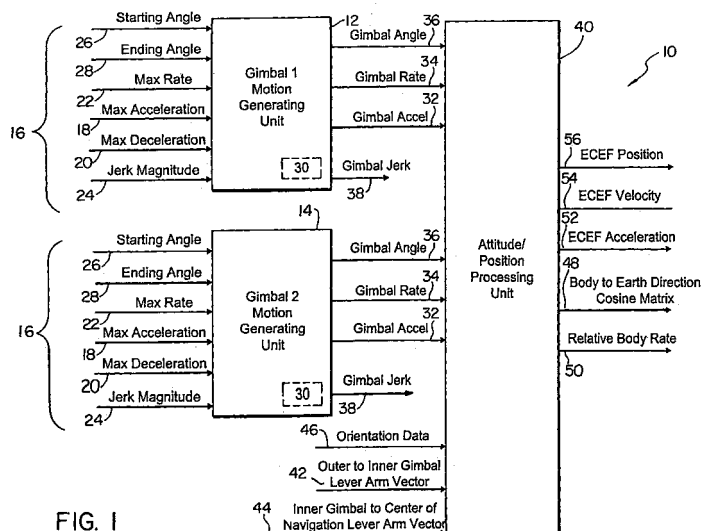 Starting Angle
26
Ending Angle
28
Max Rate
22
Max Acceleration
18
Max Deceleration
20
Jerk Magnitude
24
16
12
Gimbal 1
Motion
Generating
Unit
30
Gimbal Angle
36
Gimbal Rate
34
Gimbal Accel
32
Gimbal Jerk
38
Starting Angle
26
Ending Angle
28
Max Rate
22
Max Acceleration
18
Max Deceleration
20
Jerk Magnitude
24
16
14
Gimbal 2
Motion
Generating
Unit
30
Gimbal Angle
36
Gimbal Rate
34
Gimbal Accel
32
Gimbal Jerk
38
46
Orientation Data
Outer to Inner Gimbal
42 Lever Arm Vector
44 Inner Gimbal to Center of
Navigation Lever Arm Vector
Attitude/
Position
Processing
Unit
40
10
56
ECEF Position
54
ECEF Velocity
52
ECEF Acceleration
48
Body to Earth Direction
Cosine Matrix
Relative Body Rate
50
FIG. 1